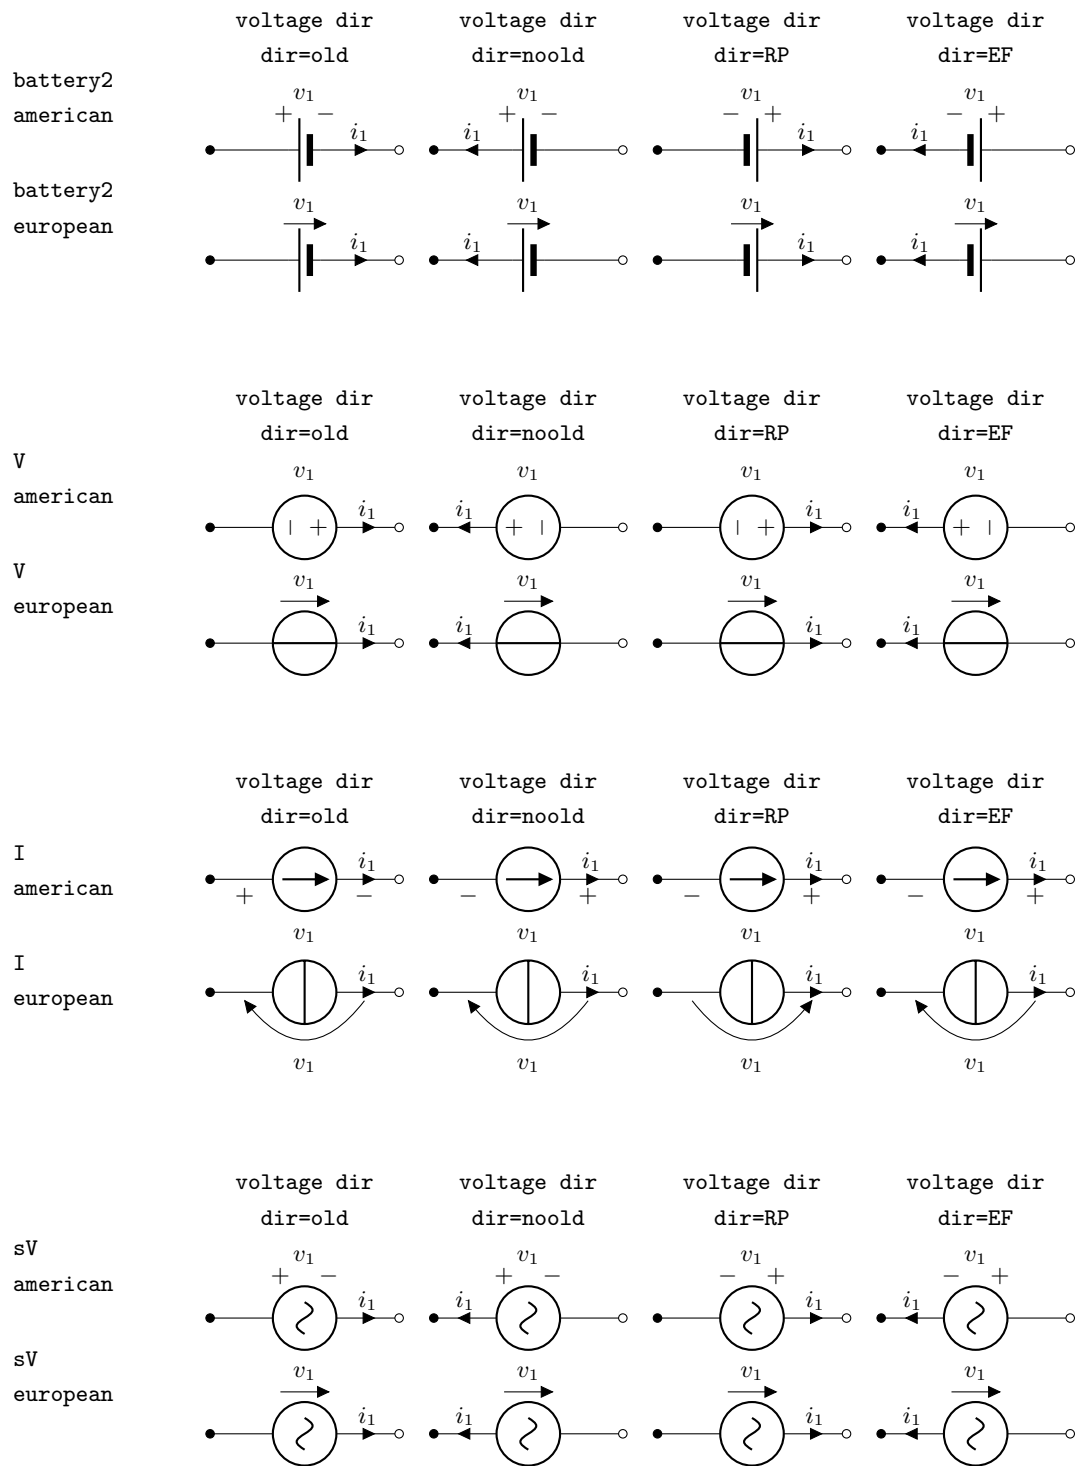 voltage dir voltage dir voltage dir voltage dir
dir=old dir=noold dir=RP dir=EF
battery2
american
v₁ v₁ v₁ v₁
+ − + − − + − +
i₁ i₁ i₁ i₁
battery2
european
v₁ v₁ v₁ v₁
i₁ i₁ i₁ i₁
voltage dir voltage dir voltage dir voltage dir
dir=old dir=noold dir=RP dir=EF
V
american
v₁ v₁ v₁ v₁
− + i₁ i₁ + − − + i₁ i₁ + −
V
european
v₁ v₁ v₁ v₁
i₁ i₁ i₁ i₁
voltage dir voltage dir voltage dir voltage dir
dir=old dir=noold dir=RP dir=EF
I
american
i₁ i₁ i₁ i₁
+ − − + − + − +
v₁ v₁ v₁ v₁
I
european
i₁ i₁ i₁ i₁
v₁ v₁ v₁ v₁
voltage dir voltage dir voltage dir voltage dir
dir=old dir=noold dir=RP dir=EF
sV
american
v₁ v₁ v₁ v₁
+ − + − − + − +
i₁ i₁ i₁ i₁
sV
european
v₁ v₁ v₁ v₁
i₁ i₁ i₁ i₁